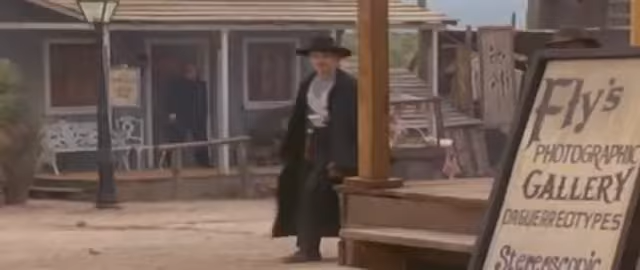 Fly's
PHOTOGRAPHIC
GALLERY
DAGUERREOTYPES
Stereoscopic